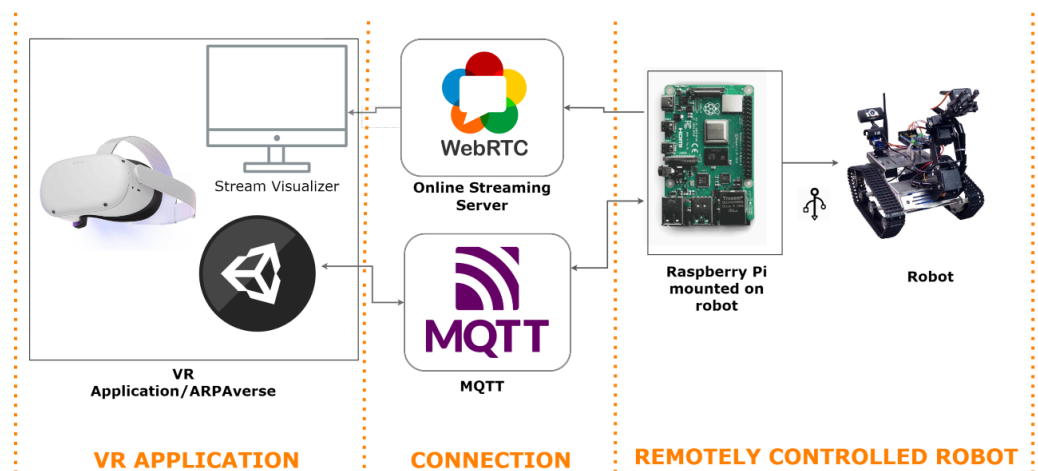 Stream Visualizer
VR
Application/ARPAverse
WebRTC
Online Streaming
Server
MQTT
MQTT
Raspberry Pi
mounted on
robot
Robot
VR APPLICATION
CONNECTION
REMOTELY CONTROLLED ROBOT